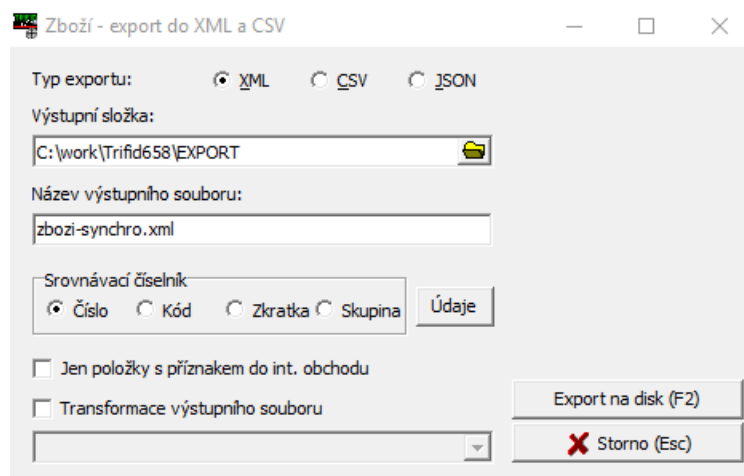 Zboží - export do XML a CSV
Typ exportu: XML CSV JSON
Výstupní složka:
C:\work\Trifid658\EXPORT
Název výstupního souboru:
zbozi-synchro.xml
Srovnávací číselník
Číslo Kód Zkratka Skupina Údaje
Jen položky s příznakem do int. obchodu
Transformace výstupního souboru
Export na disk (F2)
Storno (Esc)